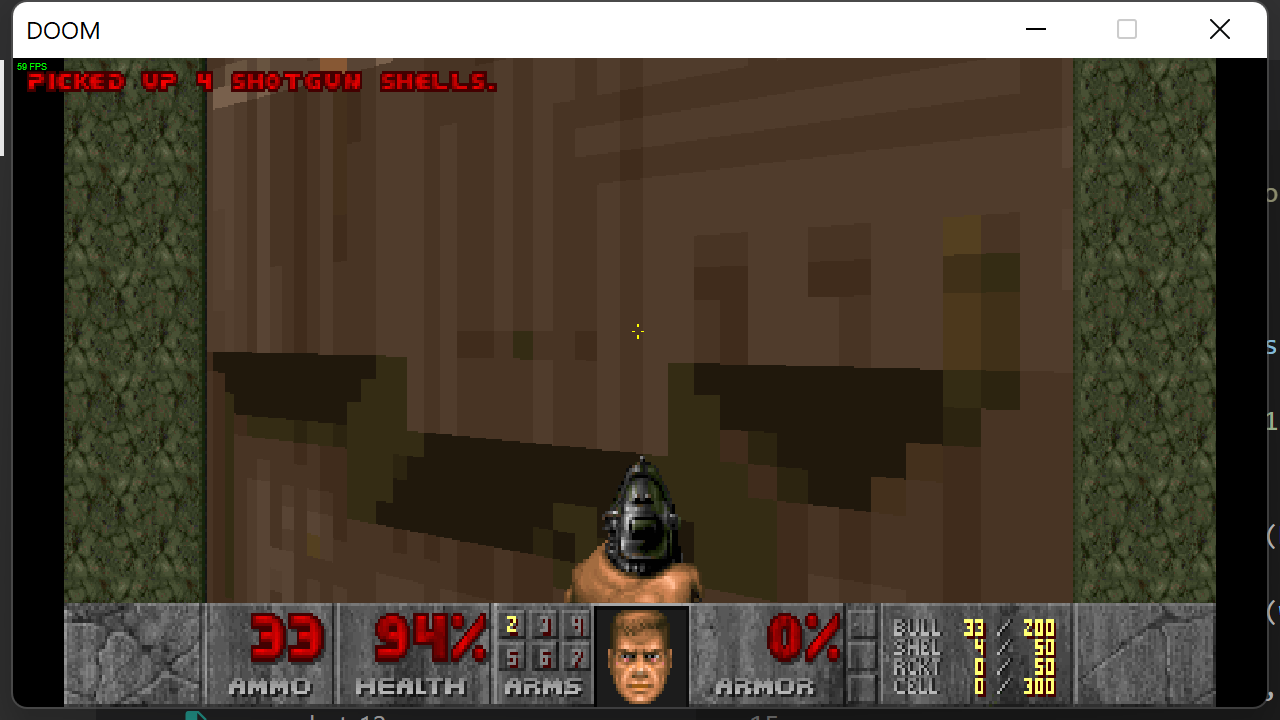 DOOM
59 FPS
PICKED UP 4 SHOTGUN SHELLS.
33 94% 2 3 4 0% BULL 33 / 200
5 6 7 SHEL 4 / 50
RCKT 0 / 50
AMMO HEALTH ARMS ARMOR CELL 0 / 300